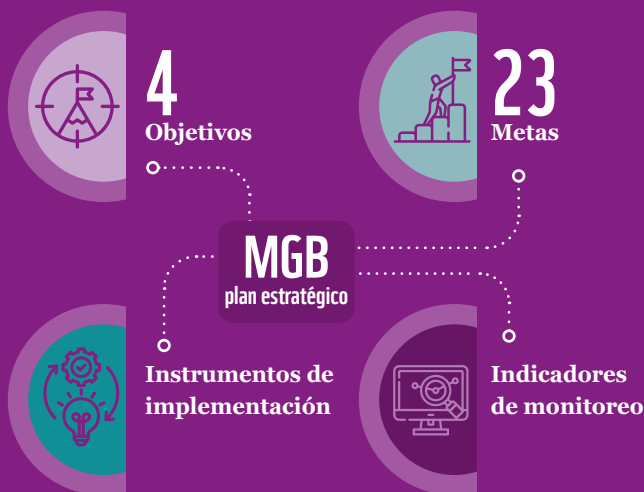 4
Objetivos
23
Metas
MGB
plan estratégico
Instrumentos de
implementación
Indicadores
de monitoreo